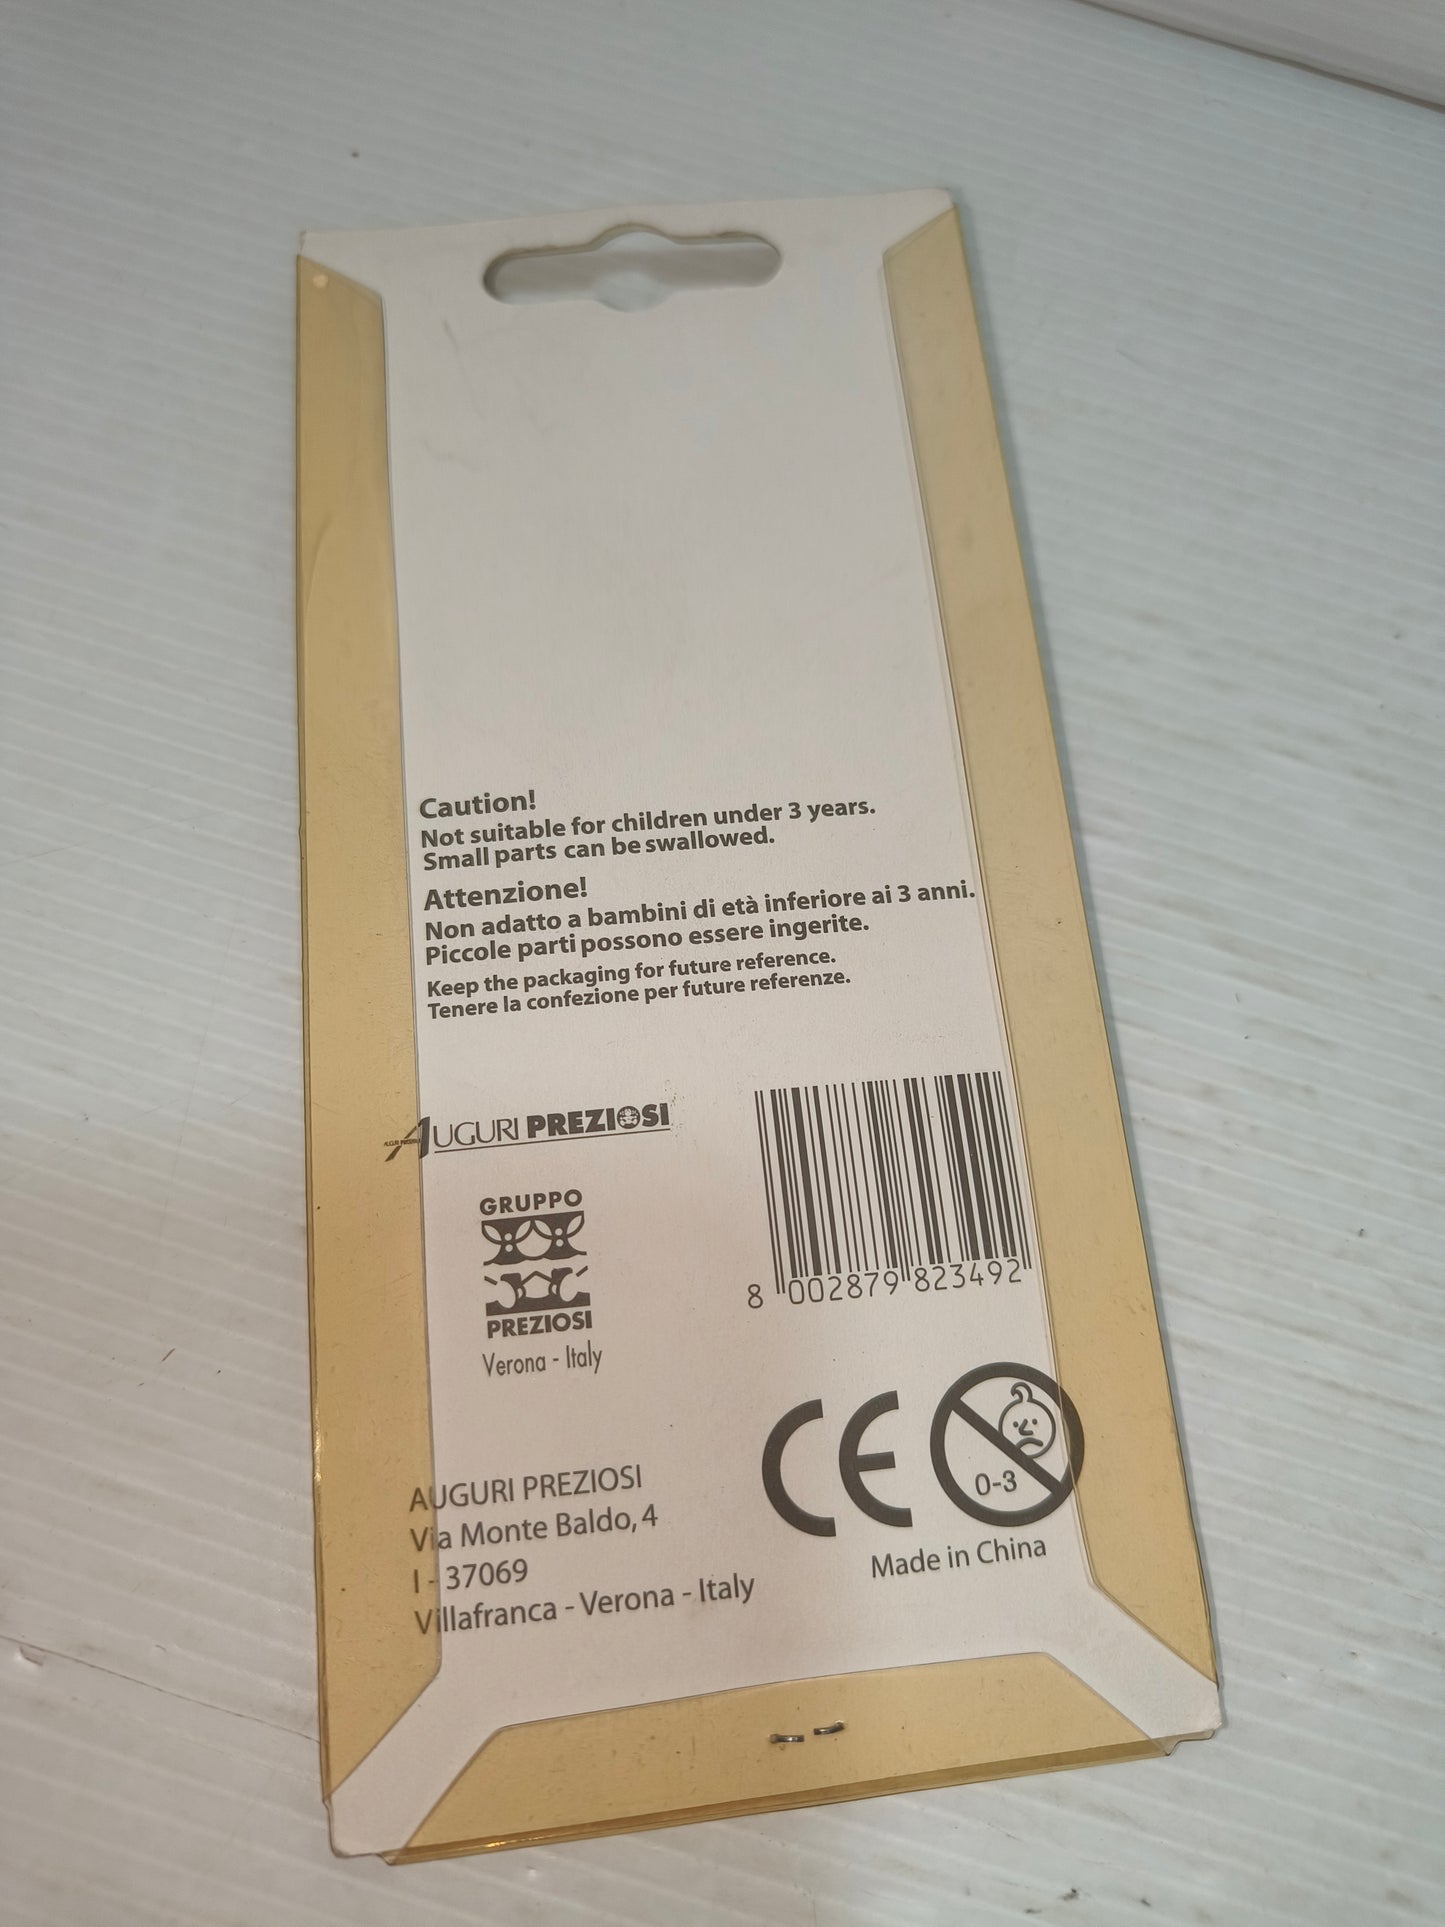 Caution!
Not suitable for children under 3 years.
Small parts can be swallowed.
Attenzione!
Non adatto a bambini di età inferiore ai 3 anni.
Piccole parti possono essere ingerite.
Keep the packaging for future reference.
Tenere la confezione per future referenze.
AUGURI PREZIOSI
GRUPPO
PREZIOSI
Verona - Italy
8 002879 823492
CE
0-3
Made in China
AUGURI PREZIOSI
Via Monte Baldo, 4
I - 37069
Villafranca - Verona - Italy